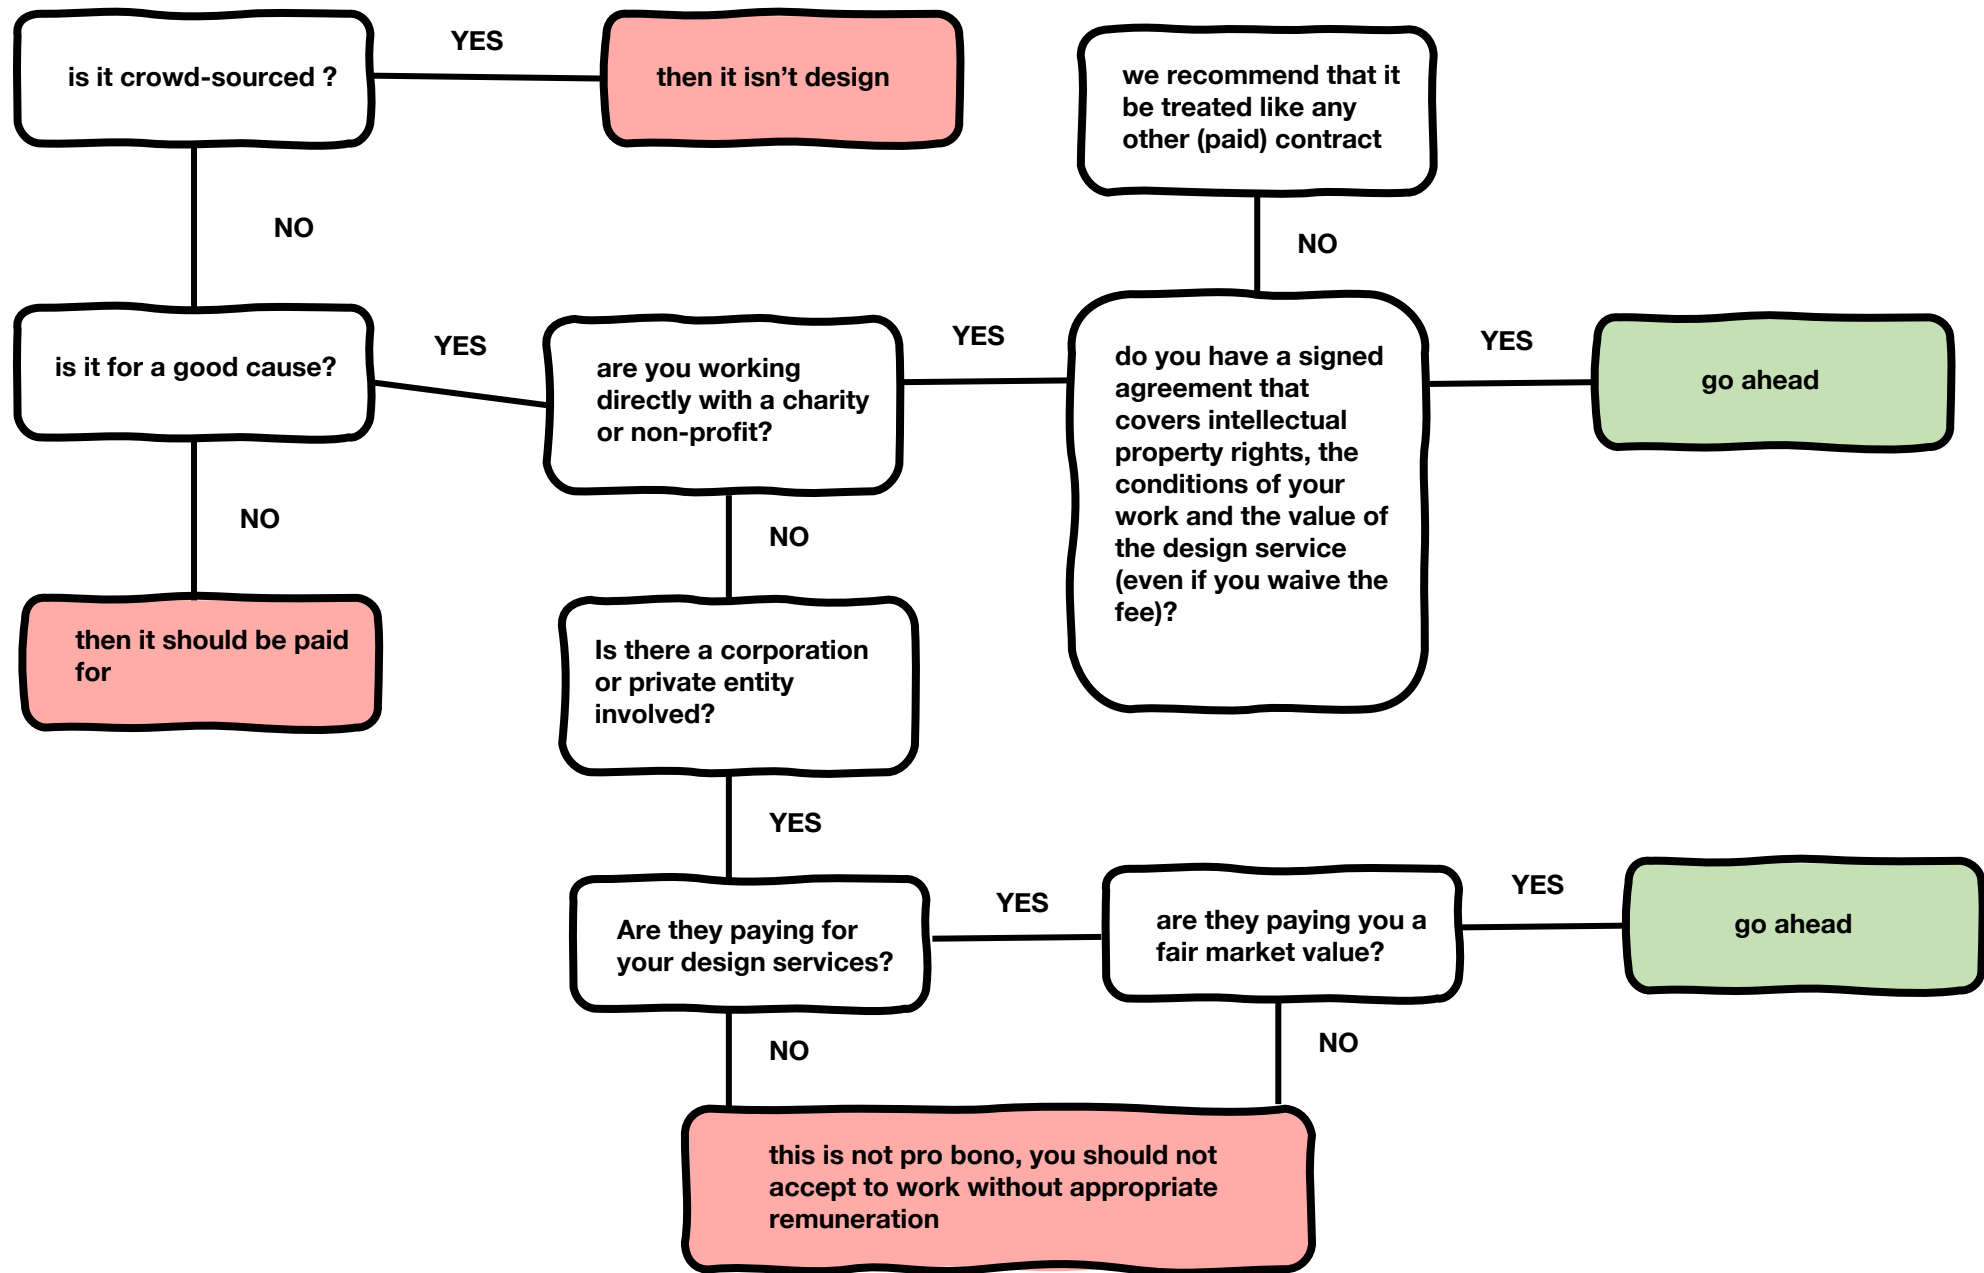 is it crowd-sourced ?
YES
then it isn't design
we recommend that it
be treated like any
other (paid) contract
NO
NO
is it for a good cause?
YES
are you working
directly with a charity
or non-profit?
YES
do you have a signed
agreement that
covers intellectual
property rights, the
conditions of your
work and the value of
the design service
(even if you waive the
fee)?
YES
go ahead
NO
then it should be paid
for
NO
Is there a corporation
or private entity
involved?
YES
Are they paying for
your design services?
YES
are they paying you a
fair market value?
YES
go ahead
NO
NO
this is not pro bono, you should not
accept to work without appropriate
remuneration